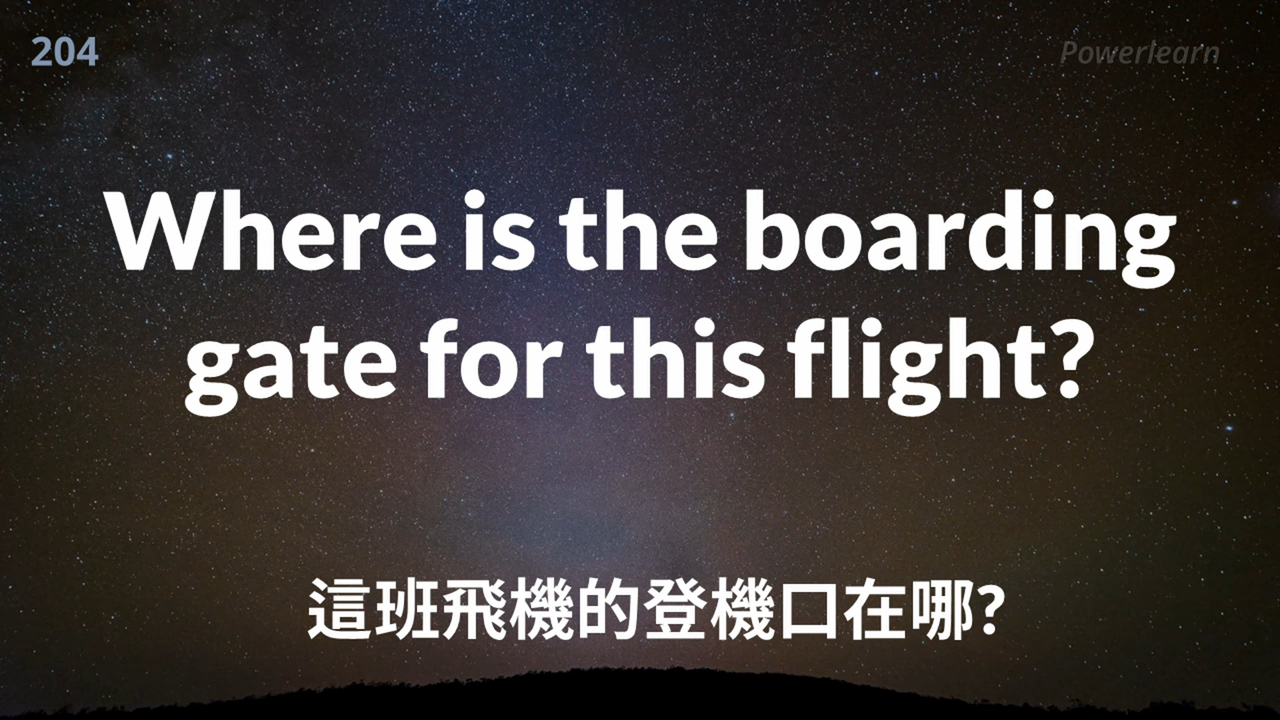 204
Powerlearn
Where is the boarding
gate for this flight?
這班飛機的登機口在哪?